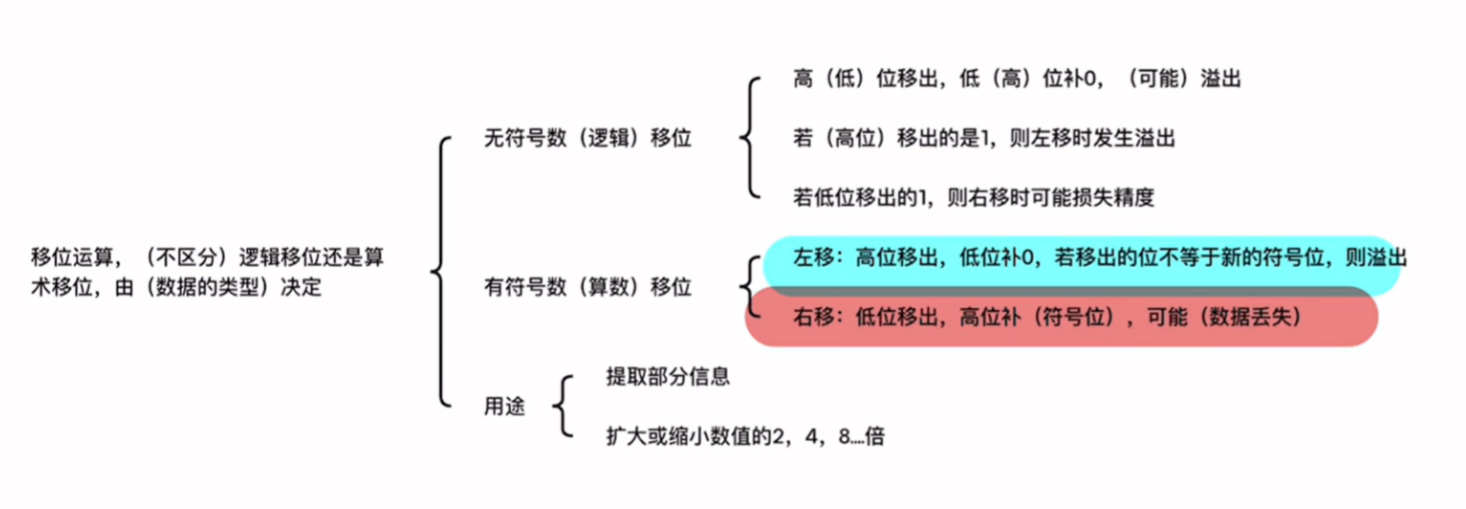 移位运算，（不区分）逻辑移位还是算
术移位，由（数据的类型）决定
无符号数（逻辑）移位
高（低）位移出，低（高）位补0，（可能）溢出
若（高位）移出的是1，则左移时发生溢出
若低位移出的1，则右移时可能损失精度
有符号数（算数）移位
左移：高位移出，低位补0，若移出的位不等于新的符号位，则溢出
右移：低位移出，高位补（符号位），可能（数据丢失）
用途
提取部分信息
扩大或缩小数值的2，4，8...倍